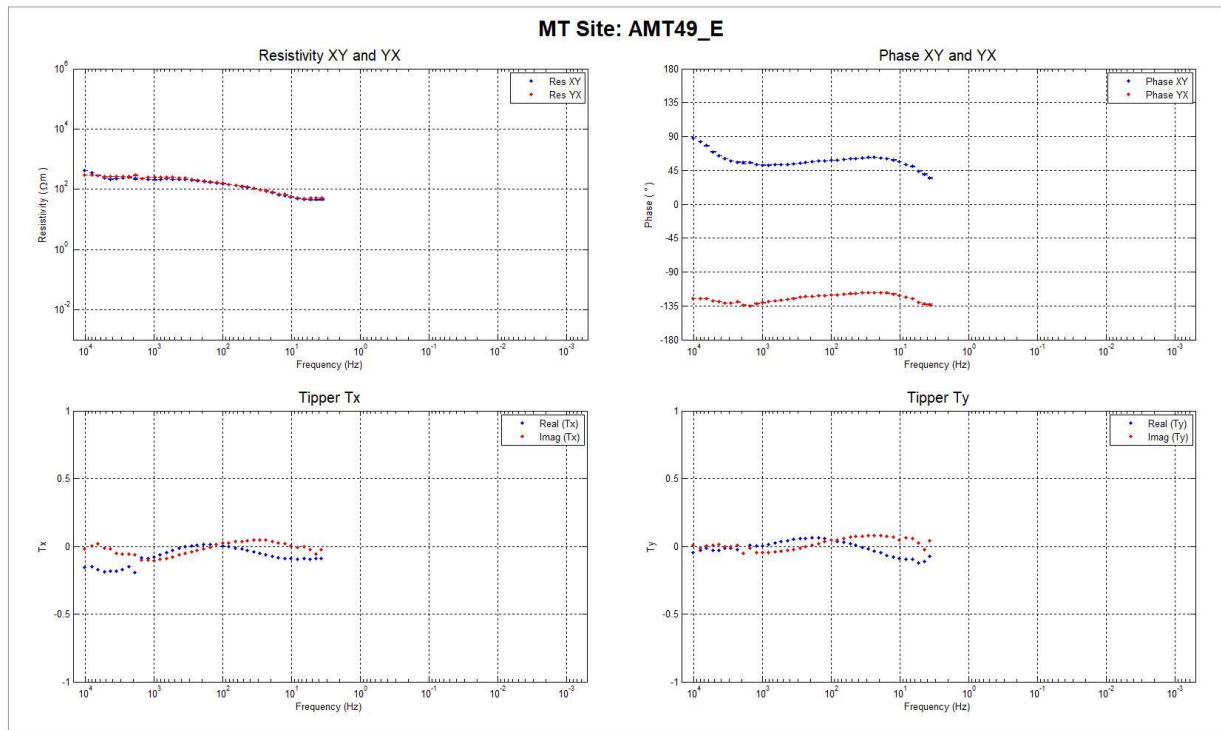 MT Site: AMT49_E
Resistivity XY and YX
Res XY
Res YX
Resistivity (Ωm)
10^6
10^4
10^2
10^0
10^-2
10^4
10^3
10^2
10^1
10^0
10^-1
10^-2
10^-3
Frequency (Hz)
Phase XY and YX
Phase XY
Phase YX
Phase (°)
180
135
90
45
0
-45
-90
-135
-180
10^4
10^3
10^2
10^1
10^0
10^-1
10^-2
10^-3
Frequency (Hz)
Tipper Tx
Real (Tx)
Imag (Tx)
Tx
1
0.5
0
-0.5
-1
10^4
10^3
10^2
10^1
10^0
10^-1
10^-2
10^-3
Frequency (Hz)
Tipper Ty
Real (Ty)
Imag (Ty)
Ty
1
0.5
0
-0.5
-1
10^4
10^3
10^2
10^1
10^0
10^-1
10^-2
10^-3
Frequency (Hz)